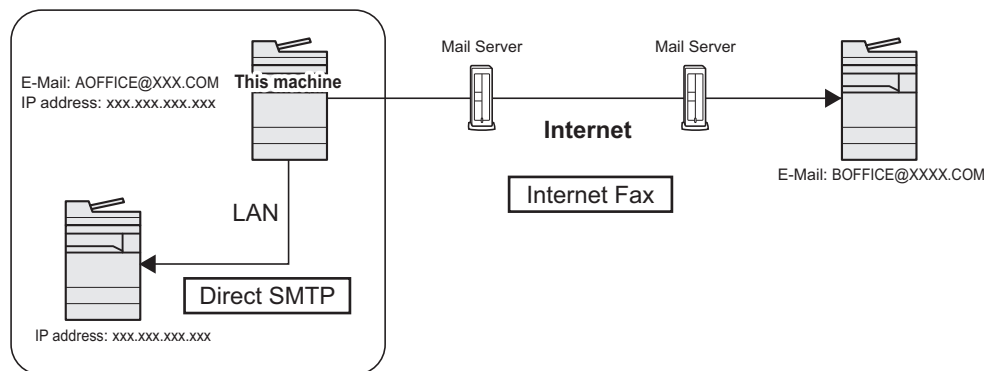 Mail Server
Mail Server
E-Mail: AOFFICE@XXX.COM
This machine
IP address: xxx.xxx.xxx.xxx
Internet
E-Mail: BOFFICE@XXXX.COM
Internet Fax
LAN
Direct SMTP
IP address: xxx.xxx.xxx.xxx